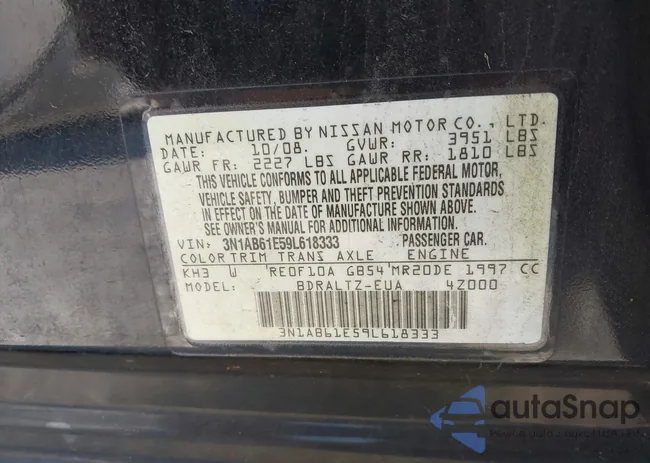 MANUFACTURED BY NISSAN MOTOR CO., LTD.
DATE: 10/08. GVWR: 3951 LBS
GAWR FR: 2227 LBS GAWR RR: 1810 LBS
THIS VEHICLE CONFORMS TO ALL APPLICABLE FEDERAL MOTOR
VEHICLE SAFETY, BUMPER AND THEFT PREVENTION STANDARDS
IN EFFECT ON THE DATE OF MANUFACTURE SHOWN ABOVE.
SEE OWNER'S MANUAL FOR ADDITIONAL INFORMATION.
VIN: 3N1AB61E59L618333 .PASSENGER CAR.
COLOR TRIM TRANS AXLE ENGINE
KH3 W 'RE0F10A GB54'MR20DE 1997 CC
MODEL BDRALTZ-EUA 4Z000
3N1AB61E59L618333
autaSnap